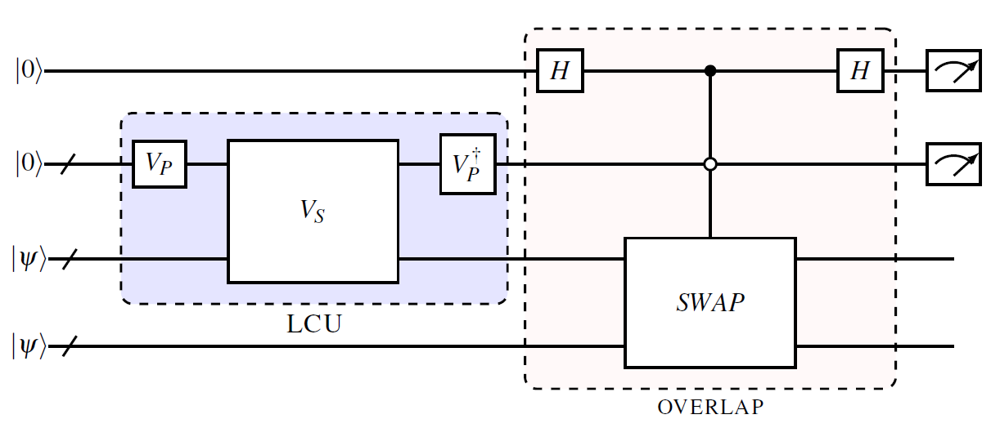 |0⟩ H H
|0⟩ V_P V_S V_P^†
|ψ⟩
SWAP
LCU
|ψ⟩
OVERLAP